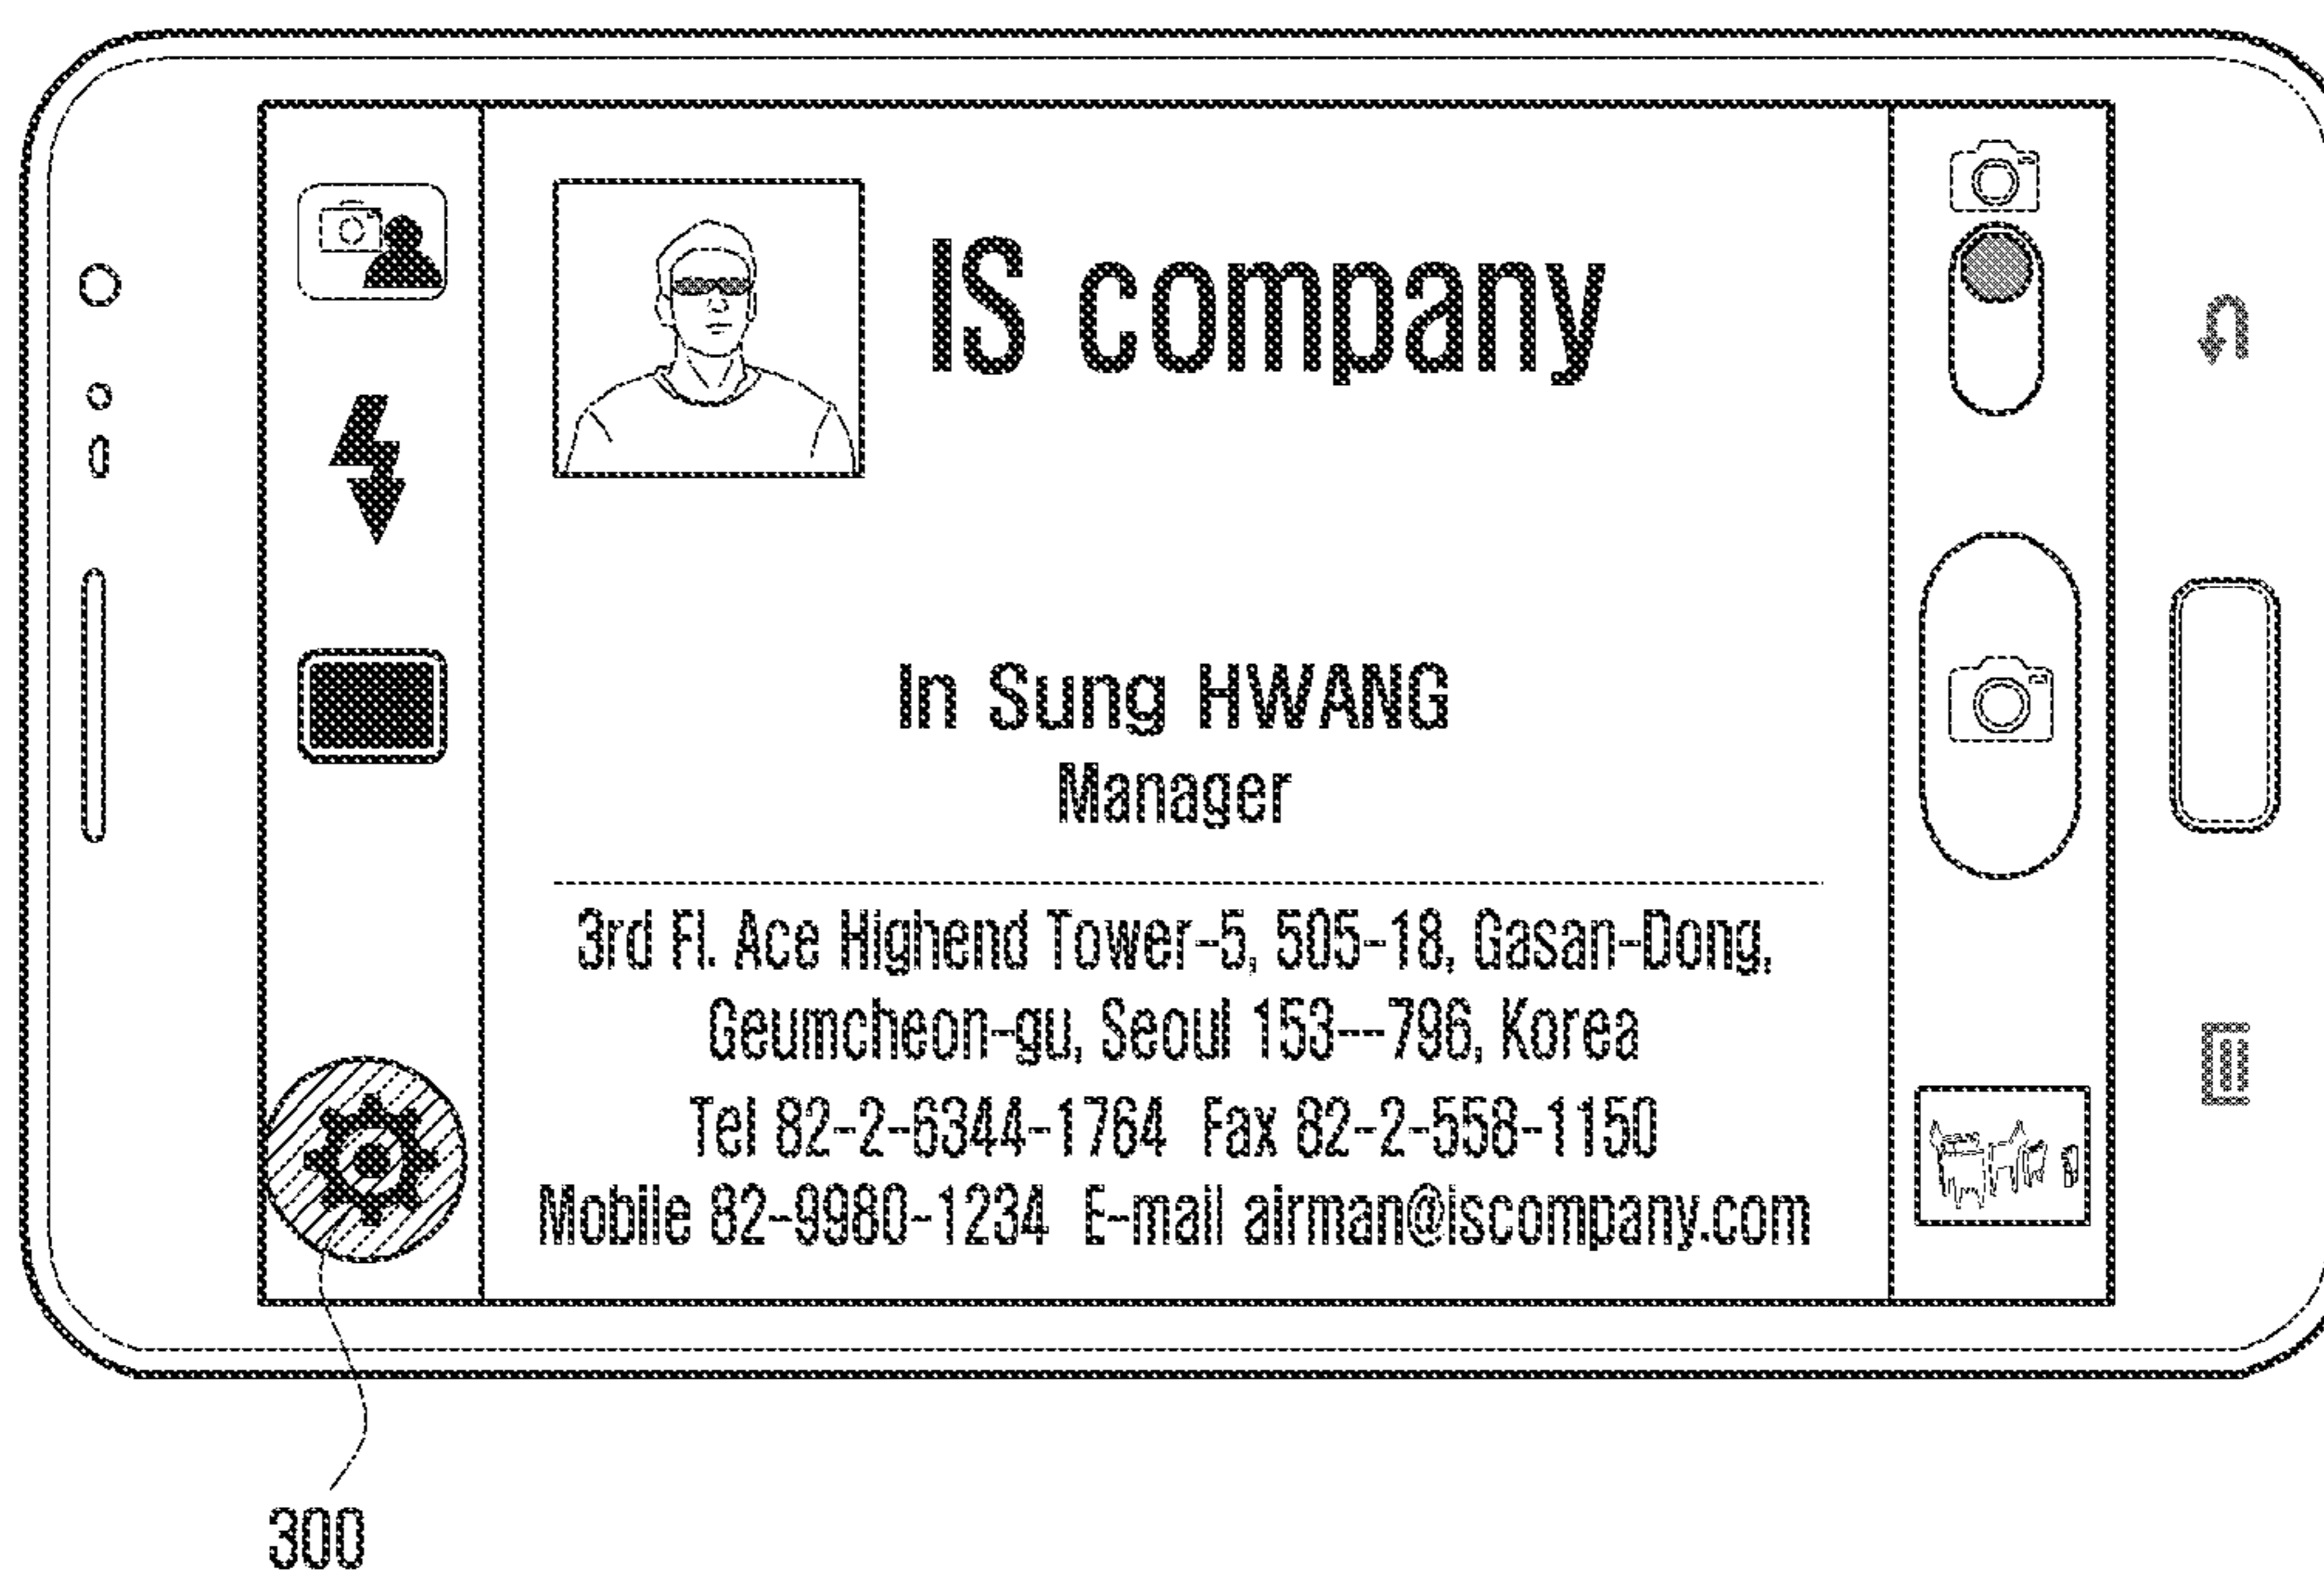 IS company
In Sung HWANG
Manager
3rd Fl. Ace Highend Tower-5, 505-18, Gasan-Dong,
Geumcheon-gu, Seoul 153--796, Korea
Tel 82-2-6344-1764 Fax 82-2-558-1150
Mobile 82-9980-1234 E-mail airman@iscompany.com
300